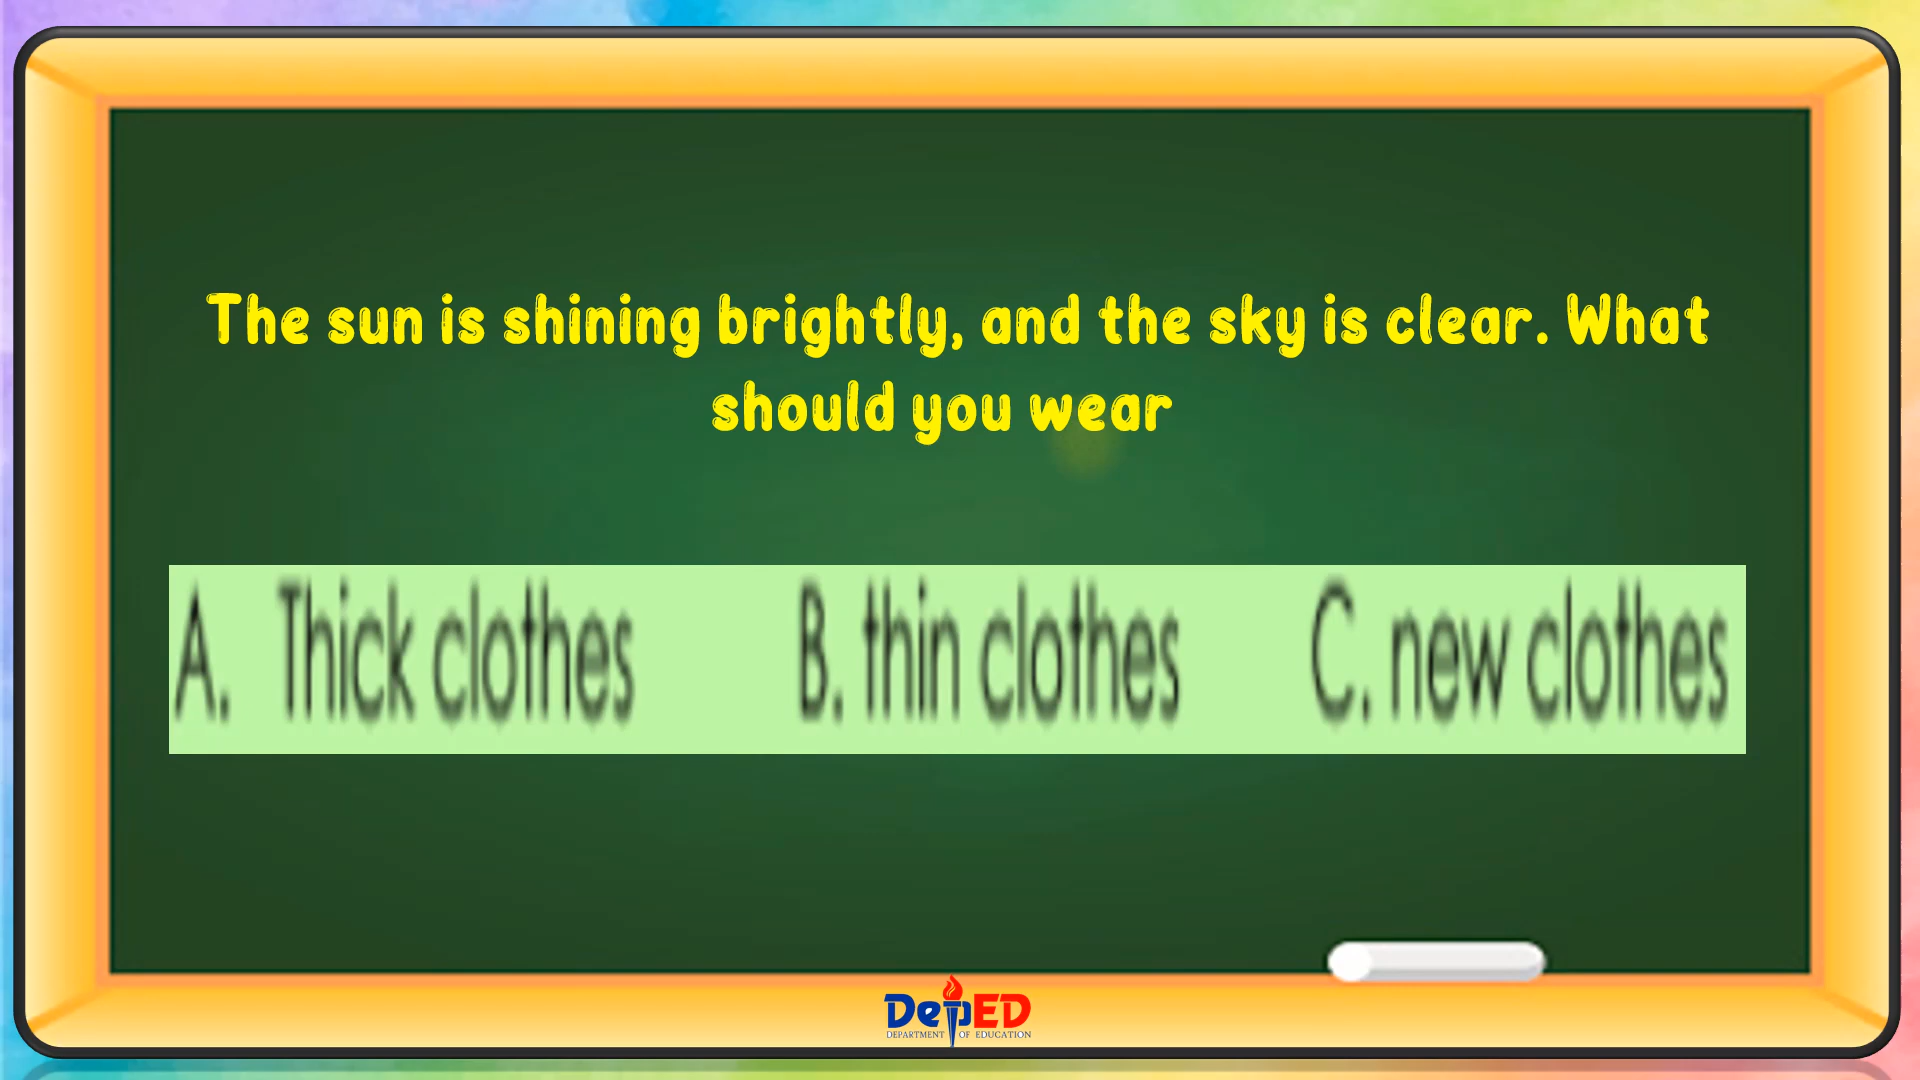 The sun is shining brightly, and the sky is clear. What
should you wear
A. Thick clothes B. thin clothes C. new clothes
DepED
DEPARTMENT OF EDUCATION